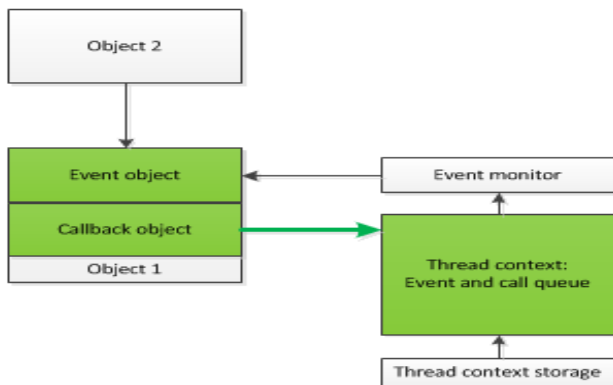 Object 2
Event object
Event monitor
Callback object
Object 1
Thread context:
Event and call queue
Thread context storage